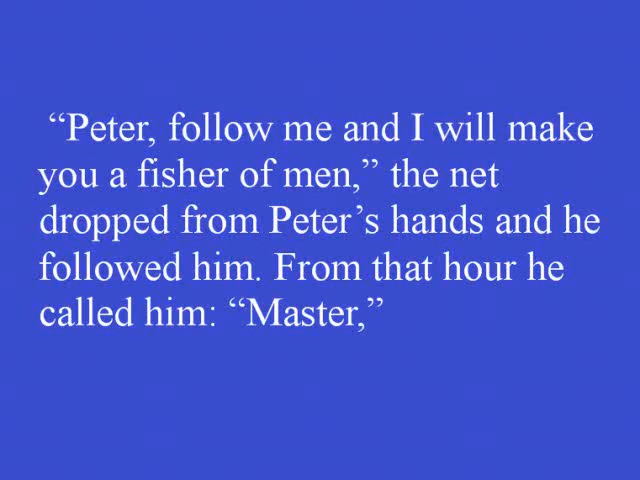 “Peter, follow me and I will make
you a fisher of men,” the net
dropped from Peter’s hands and he
followed him. From that hour he
called him: “Master,”